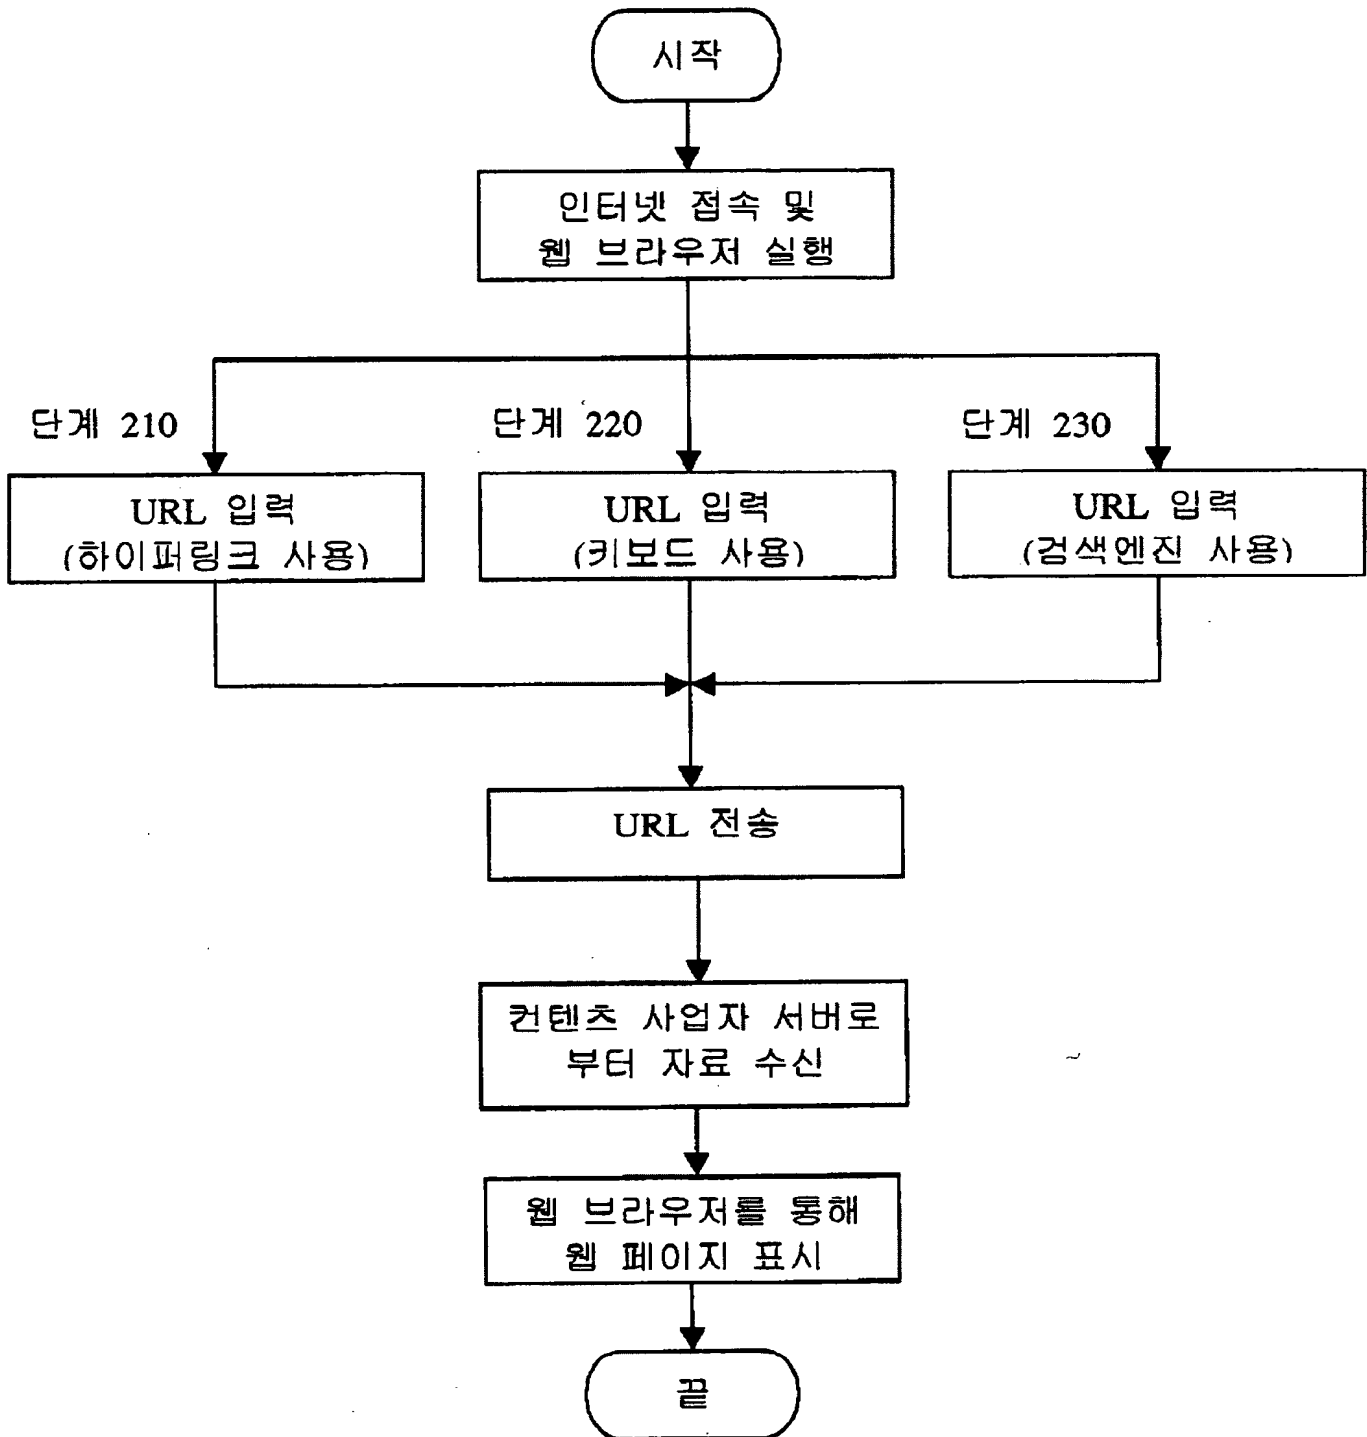 시작
인터넷 접속 및
웹 브라우저 실행
단계 210
단계 220
단계 230
URL 입력
(하이퍼링크 사용)
URL 입력
(키보드 사용)
URL 입력
(검색엔진 사용)
URL 전송
컨텐츠 사업자 서버로
부터 자료 수신
웹 브라우저를 통해
웹 페이지 표시
끝